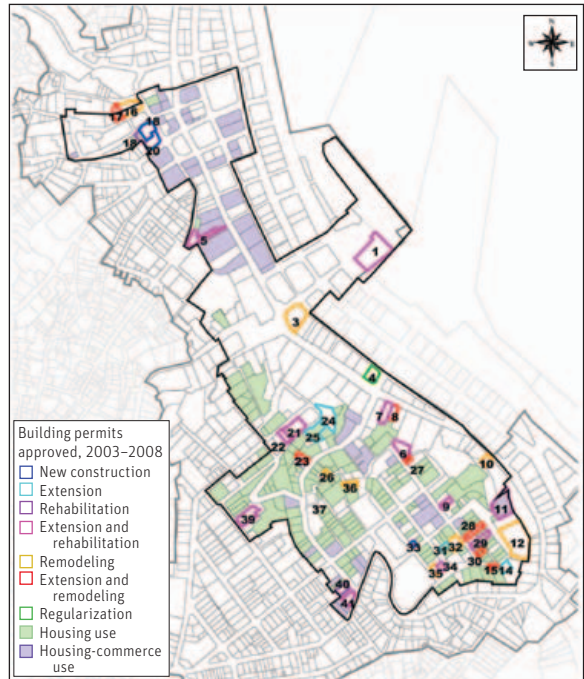 N
W E
S
16
17
18
18
20
5
1
3
4
7 8
24
21
25
22
6
23
27
10
26
36
9
11
37
39
28
12
33
31 32 29
30
34
35 15 14
40
41
Building permits
approved, 2003–2008
New construction
Extension
Rehabilitation
Extension and
rehabilitation
Remodeling
Extension and
remodeling
Regularization
Housing use
Housing-commerce
use